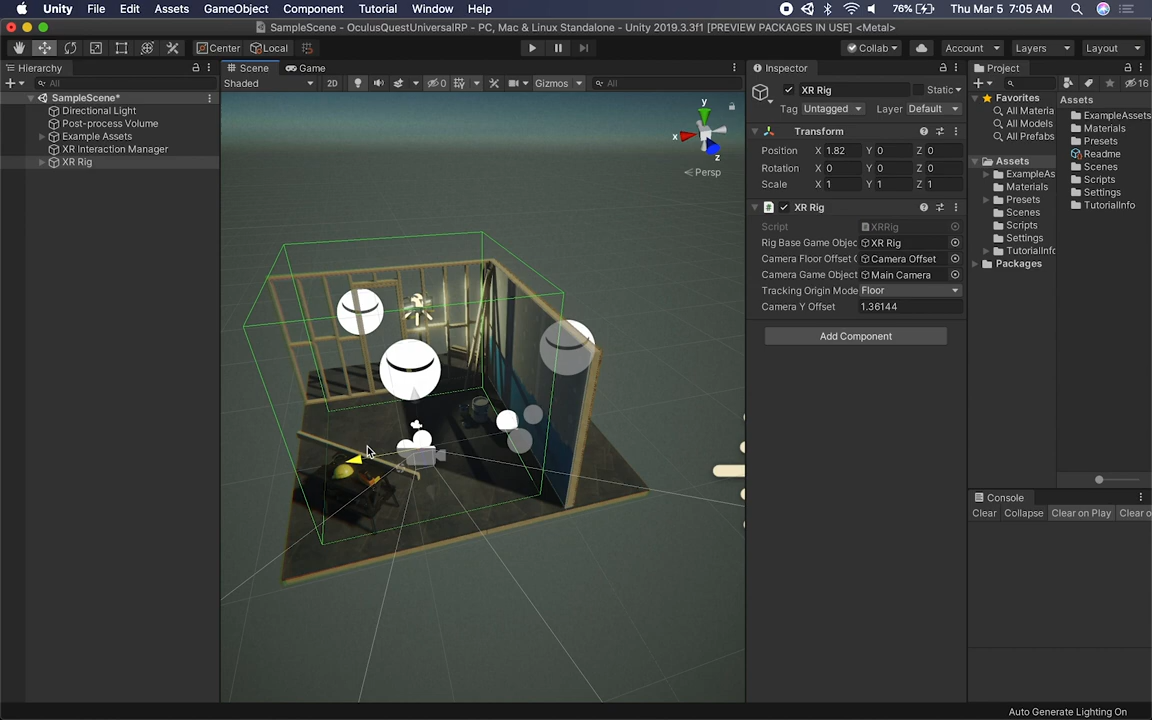 Unity File Edit Assets GameObject Component Tutorial Window Help 76% Thu Mar 5 7:05 AM
SampleScene - OculusQuestUniversalRP - PC, Mac & Linux Standalone - Unity 2019.3.3f1 [PREVIEW PACKAGES IN USE] <Metal>
Center Local Collab Account Layers Layout
Hierarchy
All
SampleScene*
Directional Light
Post-process Volume
Example Assets
XR Interaction Manager
XR Rig
Scene Game
Shaded 2D 0 Gizmos All
y
x
z
Persp
Inspector
XR Rig Static
Tag Untagged Layer Default
Transform
Position X 1.82 Y 0 Z 0
Rotation X 0 Y 0 Z 0
Scale X 1 Y 1 Z 1
XR Rig
Script XRRig
Rig Base Game Objec XR Rig
Camera Floor Offset Camera Offset
Camera Game Object Main Camera
Tracking Origin Mode Floor
Camera Y Offset 1.36144
Add Component
Project
16
Favorites
All Materia
All Models
All Prefabs
Assets
ExampleAs
Materials
Presets
Scenes
Scripts
Settings
TutorialInfo
Packages
Assets
ExampleAssets
Materials
Presets
Readme
Scenes
Scripts
Settings
TutorialInfo
Console
Clear Collapse Clear on Play Clear o
Auto Generate Lighting On